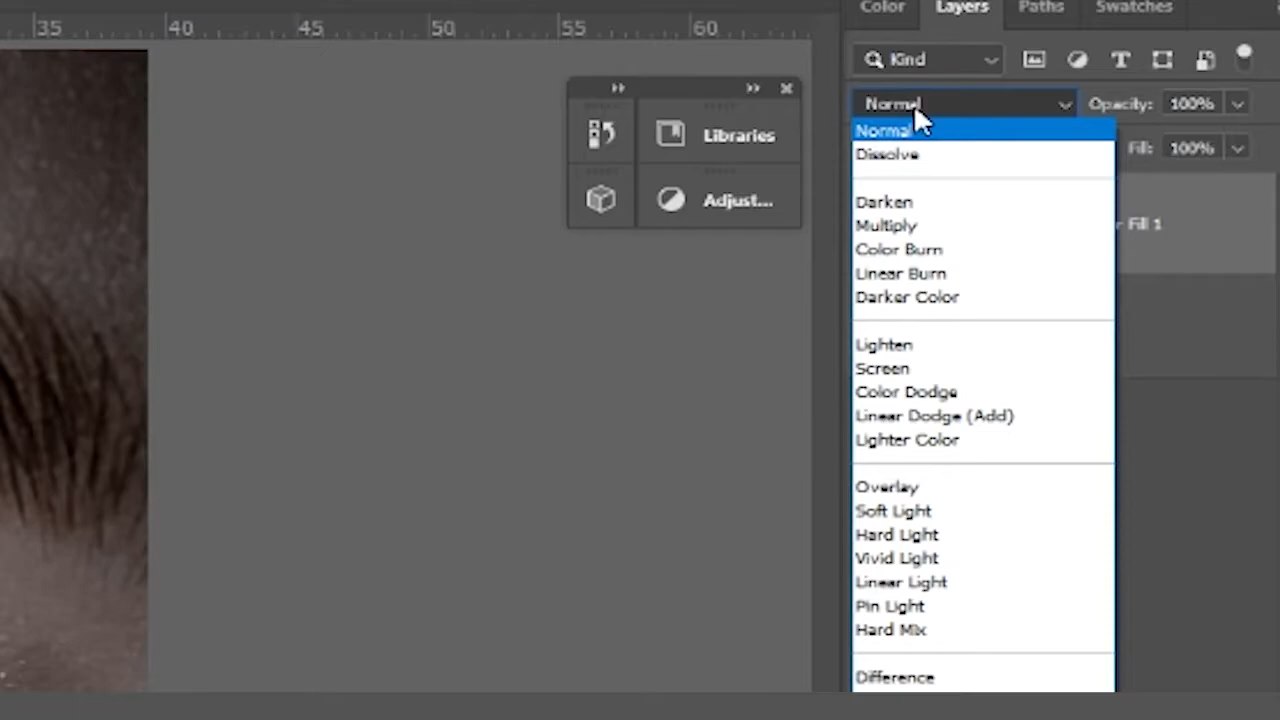 35 40 45 50 55 60
Color Layers Paths Swatches
Kind
Normal Opacity: 100%
Fill: 100%
Libraries
Adjust...
Fill 1
Normal
Dissolve
Darken
Multiply
Color Burn
Linear Burn
Darker Color
Lighten
Screen
Color Dodge
Linear Dodge (Add)
Lighter Color
Overlay
Soft Light
Hard Light
Vivid Light
Linear Light
Pin Light
Hard Mix
Difference